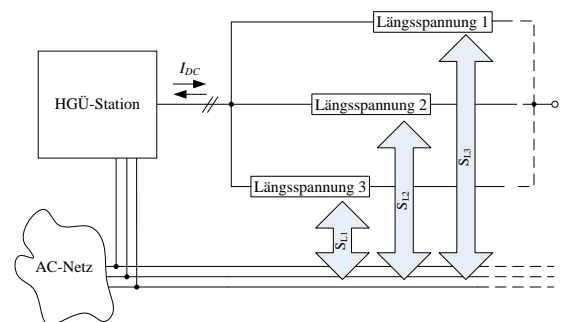 Längsspannung 1
I_DC
HGÜ-Station
Längsspannung 2
Längsspannung 3
S_L1
S_L2
S_L3
AC-Netz